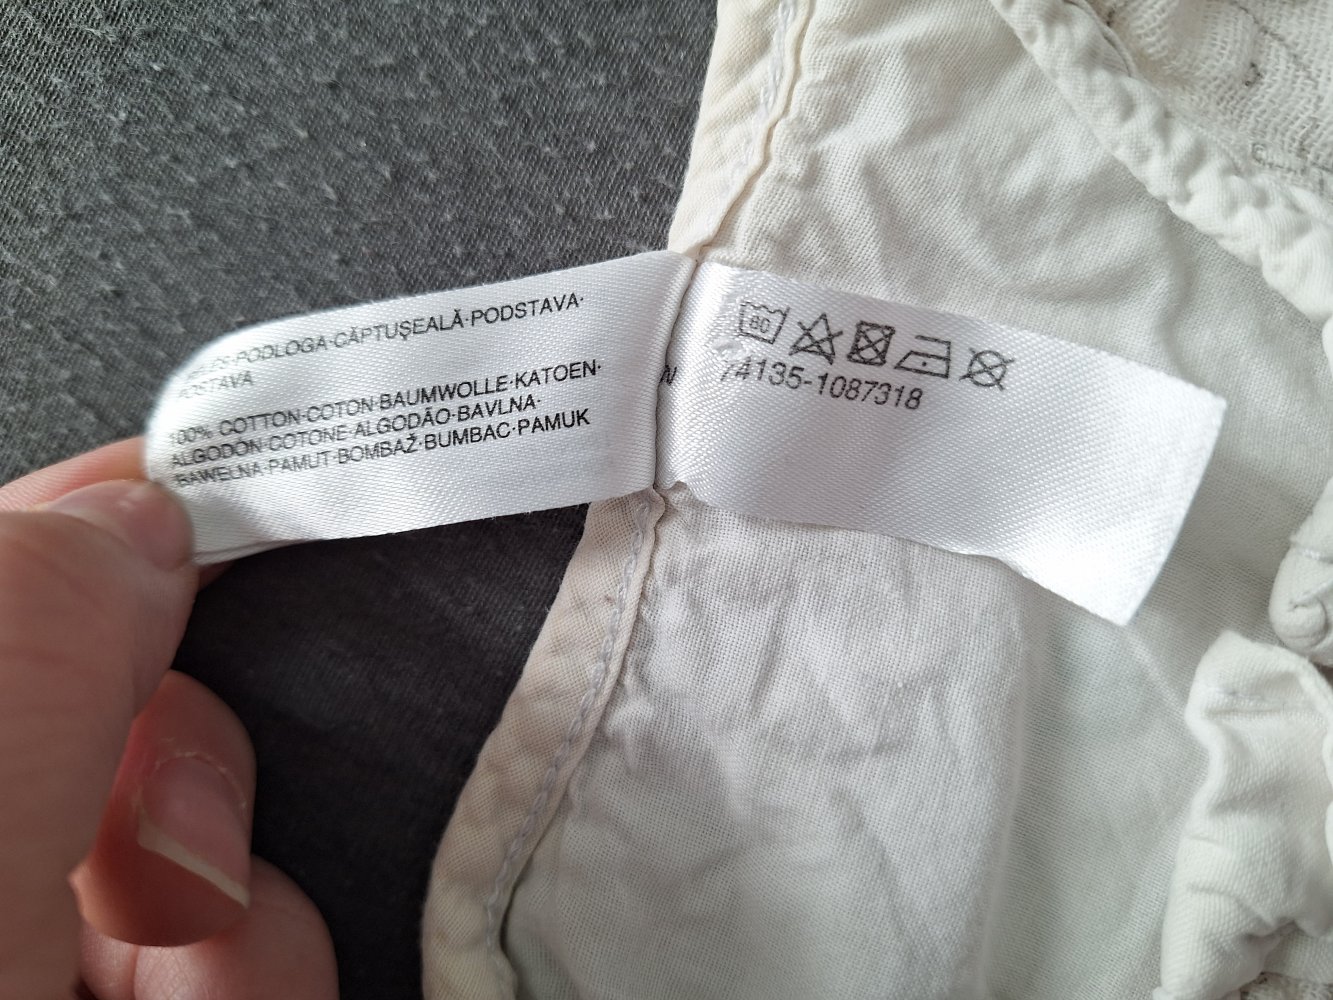 PODLOGA·CĂPTUŞEALĂ·PODSTAVA·
100% COTTON·COTON·BAUMWOLLE·KATOEN·
ALGODÓN·COTONE·ALGODÃO·BAVLNA·
BAWEŁNA·PAMUT·BOMBAŽ·BUMBAC·PAMUK
60
74135-1087318